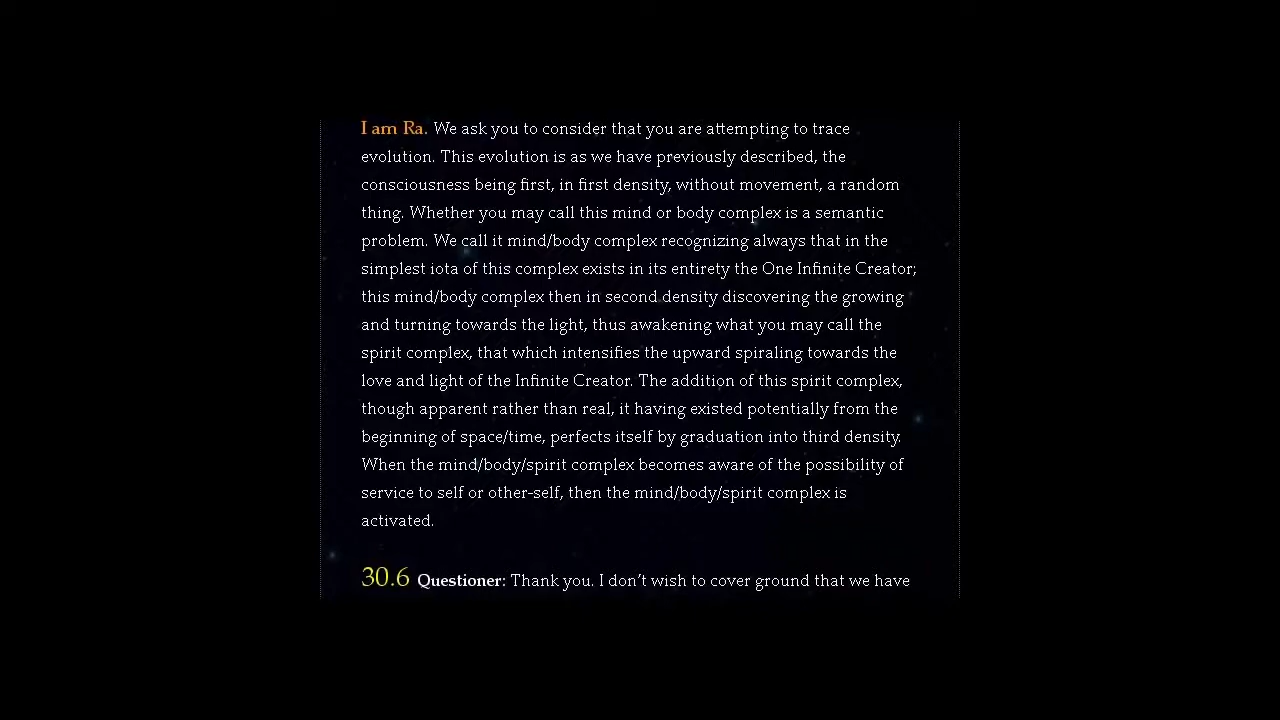 I am Ra. We ask you to consider that you are attempting to trace
evolution. This evolution is as we have previously described, the
consciousness being first, in first density, without movement, a random
thing. Whether you may call this mind or body complex is a semantic
problem. We call it mind/body complex recognizing always that in the
simplest iota of this complex exists in its entirety the One Infinite Creator;
this mind/body complex then in second density discovering the growing
and turning towards the light, thus awakening what you may call the
spirit complex, that which intensifies the upward spiraling towards the
love and light of the Infinite Creator. The addition of this spirit complex,
though apparent rather than real, it having existed potentially from the
beginning of space/time, perfects itself by graduation into third density.
When the mind/body/spirit complex becomes aware of the possibility of
service to self or other-self, then the mind/body/spirit complex is
activated.
30.6 Questioner: Thank you. I don't wish to cover ground that we have